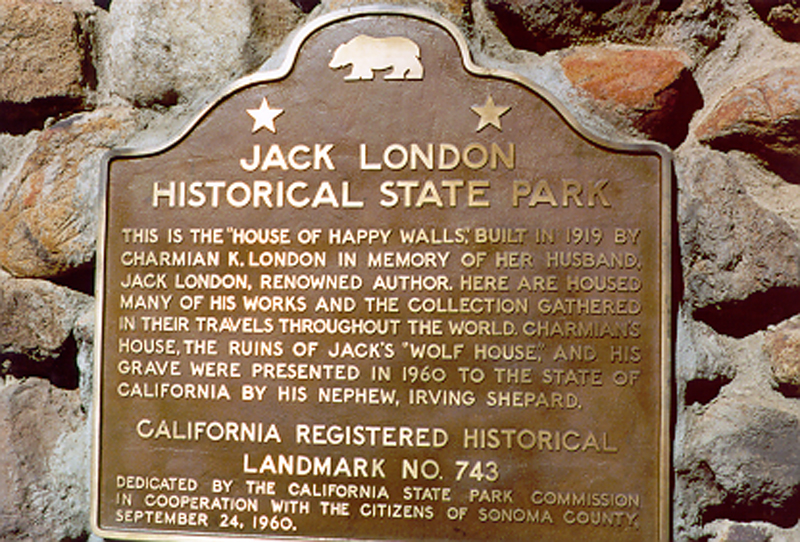 JACK LONDON
HISTORICAL STATE PARK
THIS IS THE "HOUSE OF HAPPY WALLS," BUILT IN 1919 BY
CHARMIAN K. LONDON IN MEMORY OF HER HUSBAND,
JACK LONDON, RENOWNED AUTHOR. HERE ARE HOUSED
MANY OF HIS WORKS AND THE COLLECTION GATHERED
IN THEIR TRAVELS THROUGHOUT THE WORLD. CHARMIAN'S
HOUSE, THE RUINS OF JACK'S "WOLF HOUSE," AND HIS
GRAVE WERE PRESENTED IN 1960 TO THE STATE OF
CALIFORNIA BY HIS NEPHEW, IRVING SHEPARD.
CALIFORNIA REGISTERED HISTORICAL
LANDMARK NO. 743
DEDICATED BY THE CALIFORNIA STATE PARK COMMISSION
IN COOPERATION WITH THE CITIZENS OF SONOMA COUNTY,
SEPTEMBER 24, 1960.